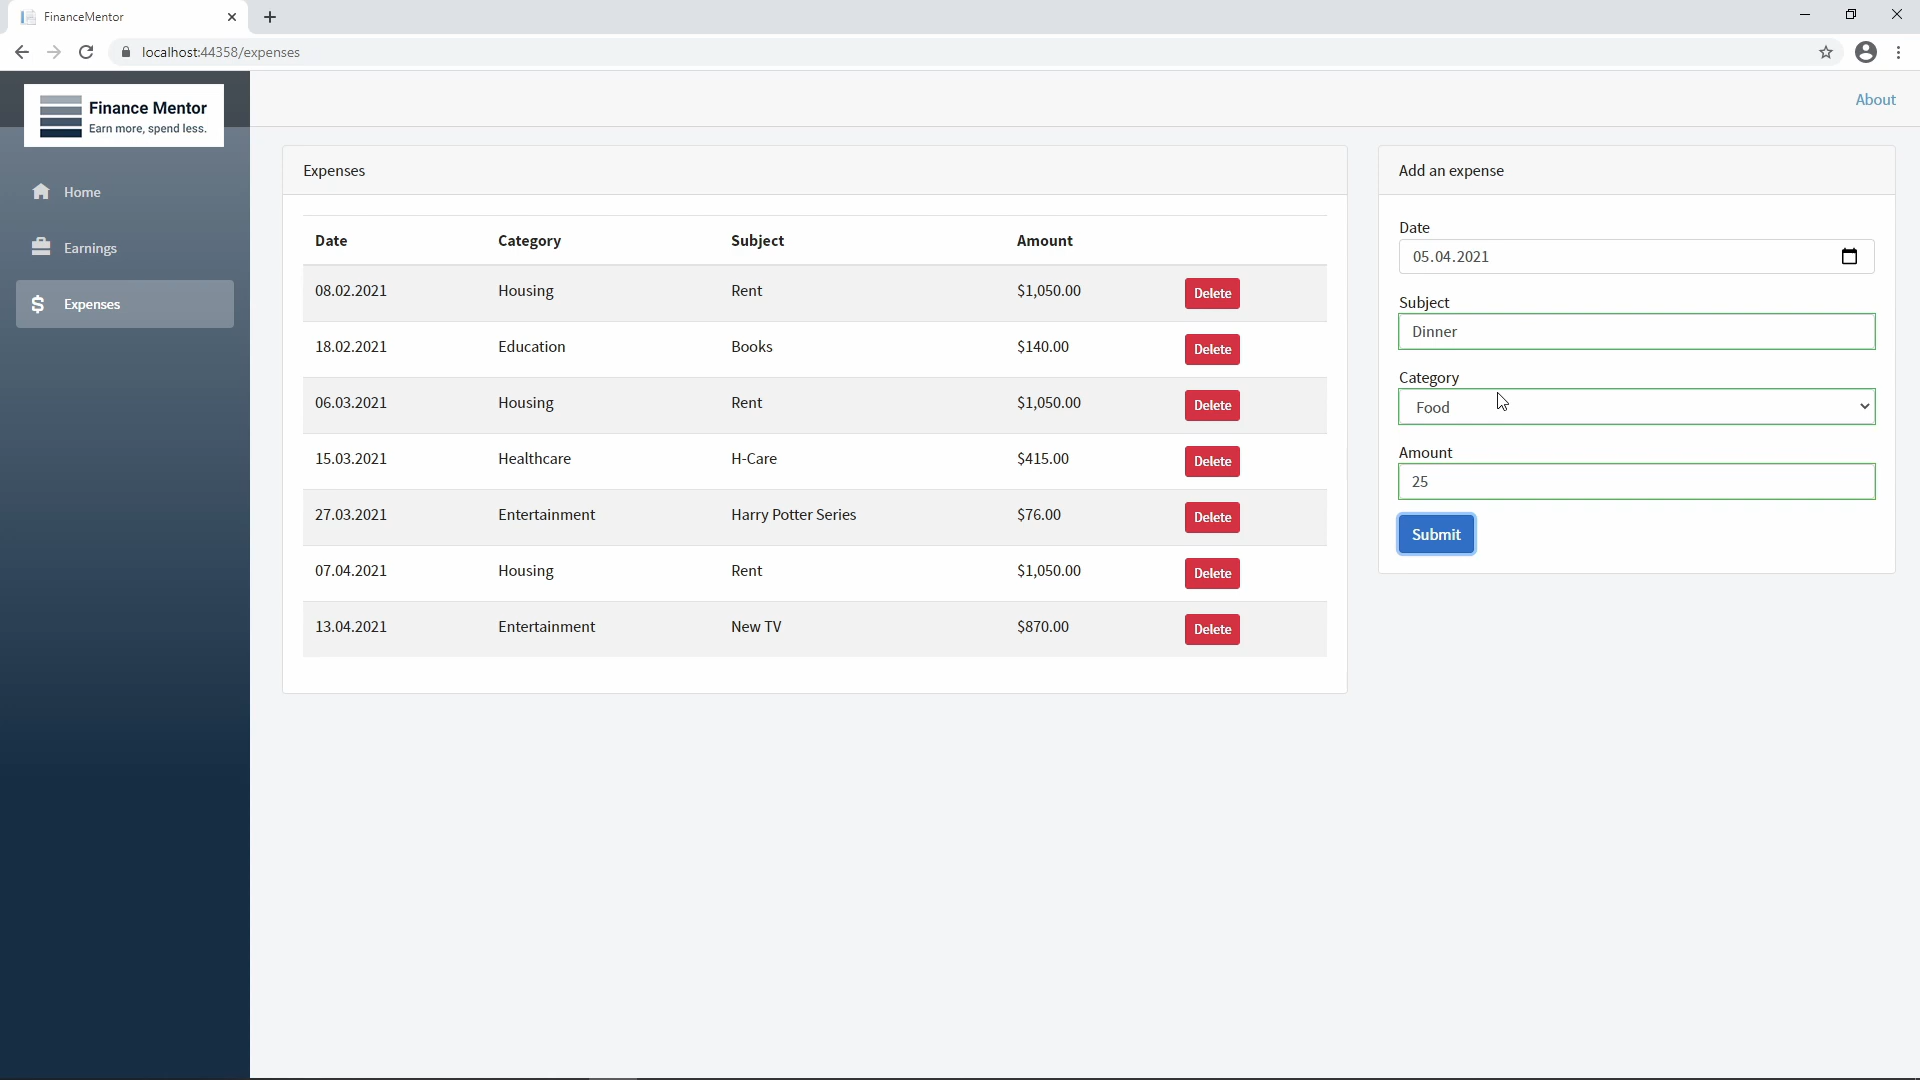 FinanceMentor
localhost:44358/expenses
Finance Mentor
Earn more, spend less.
About
Home
Earnings
Expenses
Expenses
Date Category Subject Amount
08.02.2021 Housing Rent $1,050.00 Delete
18.02.2021 Education Books $140.00 Delete
06.03.2021 Housing Rent $1,050.00 Delete
15.03.2021 Healthcare H-Care $415.00 Delete
27.03.2021 Entertainment Harry Potter Series $76.00 Delete
07.04.2021 Housing Rent $1,050.00 Delete
13.04.2021 Entertainment New TV $870.00 Delete
Add an expense
Date
05.04.2021
Subject
Dinner
Category
Food
Amount
25
Submit